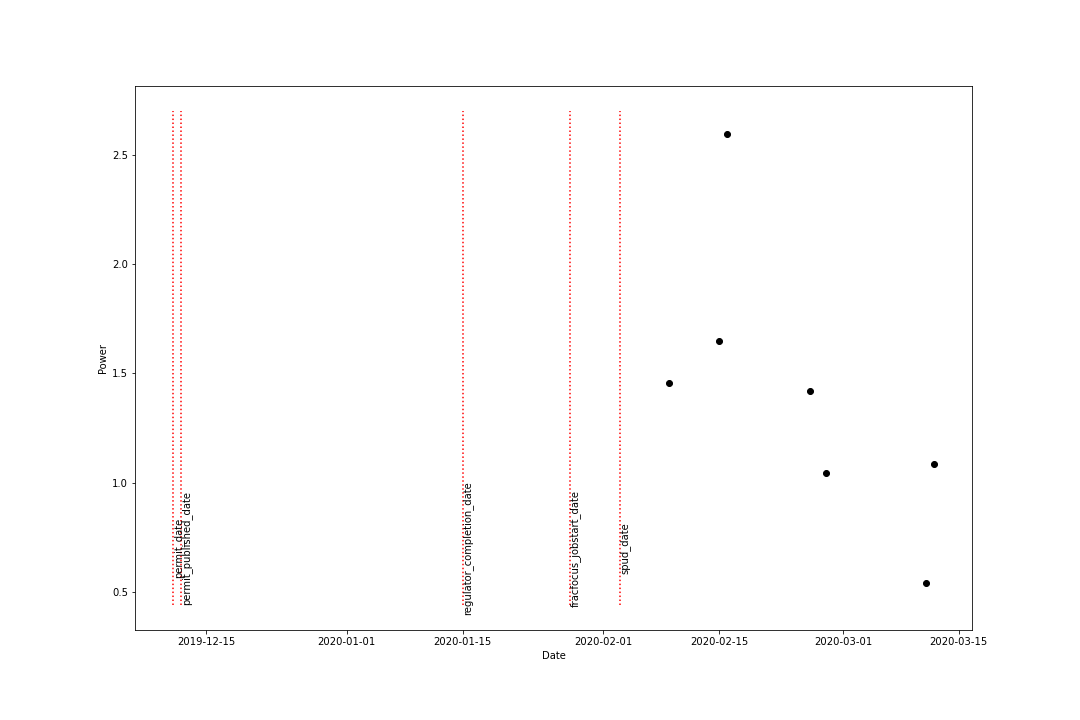 2.5
2.0
1.5
1.0
0.5
Power
permit_date
permit_published_date
regulator_completion_date
fracfocus_jobstart_date
spud_date
2019-12-15
2020-01-01
2020-01-15
2020-02-01
2020-02-15
2020-03-01
2020-03-15
Date